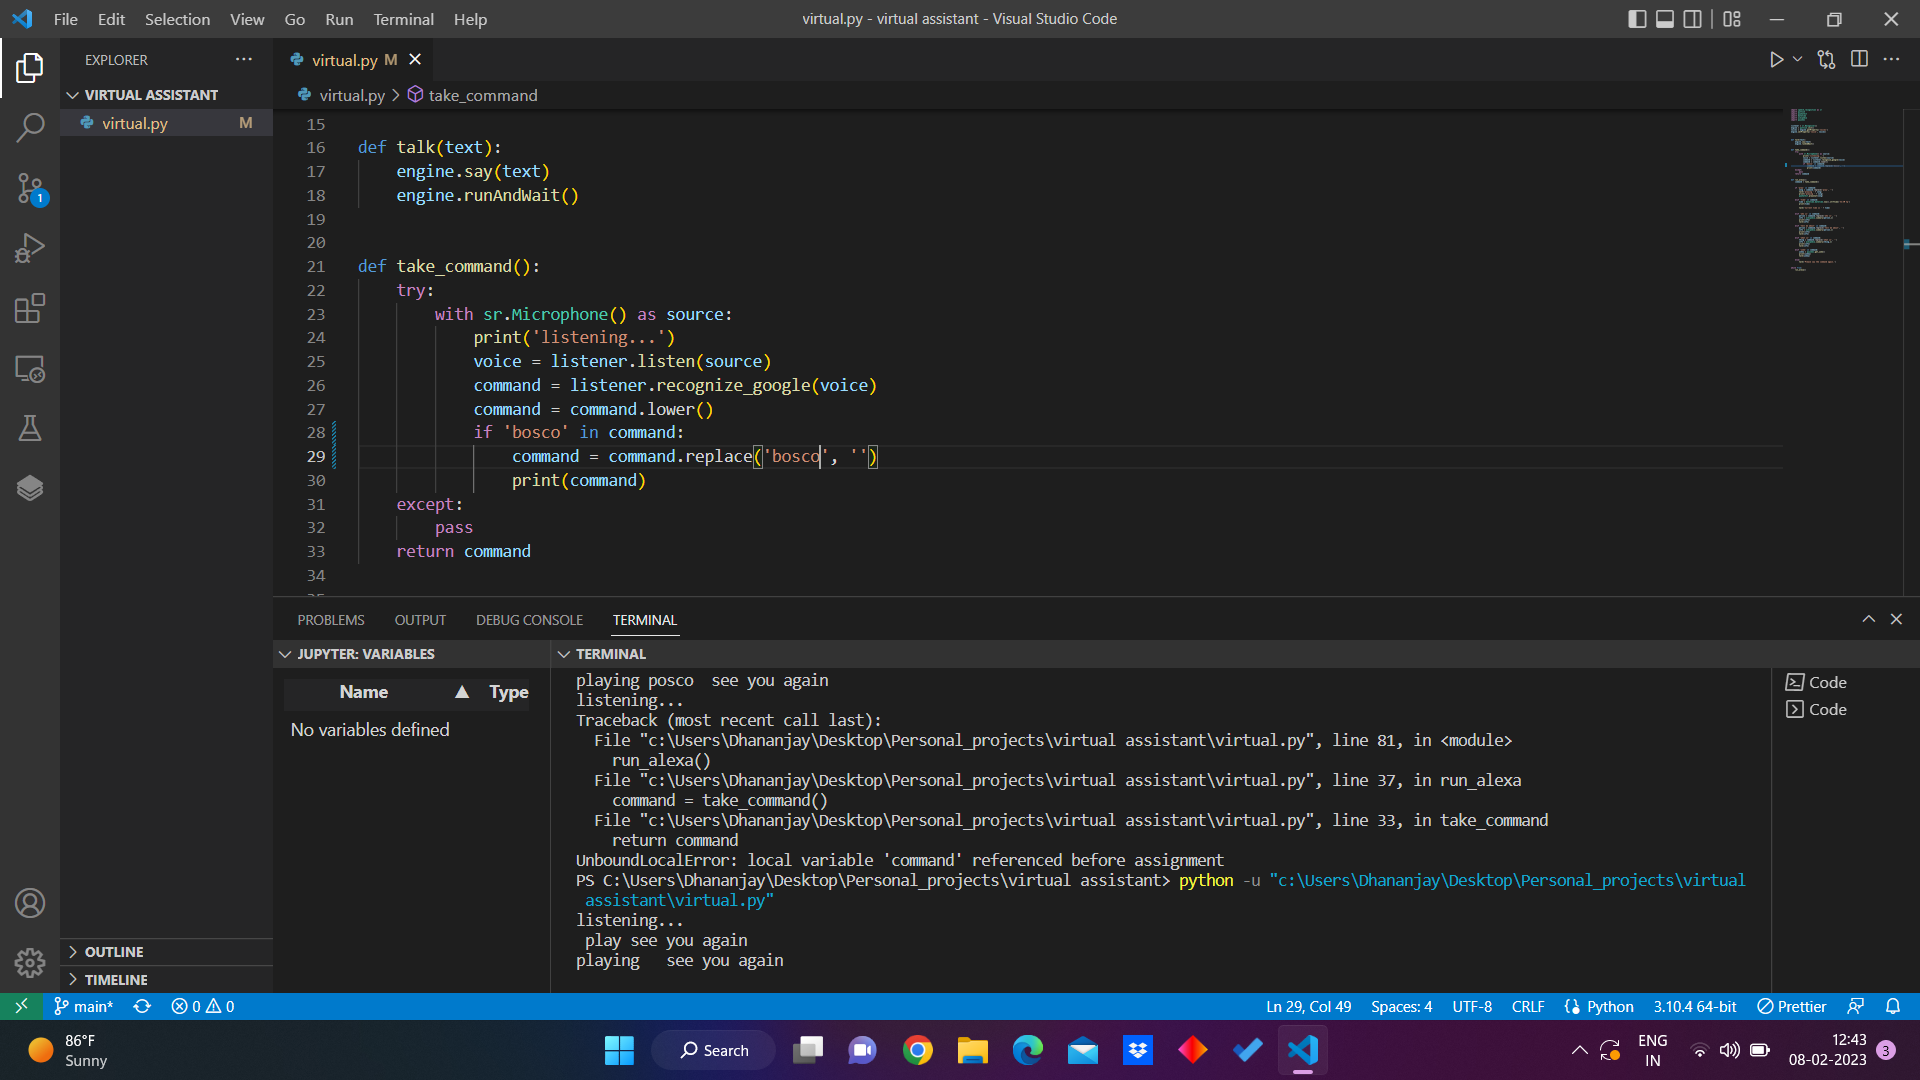 File Edit Selection View Go Run Terminal Help
virtual.py - virtual assistant - Visual Studio Code
EXPLORER
VIRTUAL ASSISTANT
virtual.py M
1
OUTLINE
TIMELINE
virtual.py M
virtual.py > take_command
15
16 def talk(text):
17 engine.say(text)
18 engine.runAndWait()
19
20
21 def take_command():
22 try:
23 with sr.Microphone() as source:
24 print('listening...')
25 voice = listener.listen(source)
26 command = listener.recognize_google(voice)
27 command = command.lower()
28 if 'bosco' in command:
29 command = command.replace('bosco', '')
30 print(command)
31 except:
32 pass
33 return command
34
PROBLEMS OUTPUT DEBUG CONSOLE TERMINAL
JUPYTER: VARIABLES
Name Type
No variables defined
TERMINAL
playing posco  see you again
listening...
Traceback (most recent call last):
File "c:\Users\Dhananjay\Desktop\Personal_projects\virtual assistant\virtual.py", line 81, in <module>
run_alexa()
File "c:\Users\Dhananjay\Desktop\Personal_projects\virtual assistant\virtual.py", line 37, in run_alexa
command = take_command()
File "c:\Users\Dhananjay\Desktop\Personal_projects\virtual assistant\virtual.py", line 33, in take_command
return command
UnboundLocalError: local variable 'command' referenced before assignment
PS C:\Users\Dhananjay\Desktop\Personal_projects\virtual assistant> python -u "c:\Users\Dhananjay\Desktop\Personal_projects\virtual
assistant\virtual.py"
listening...
play see you again
playing   see you again
Code
Code
main* 0 0 Ln 29, Col 49 Spaces: 4 UTF-8 CRLF Python 3.10.4 64-bit Prettier
86°F
Sunny
Search
ENG
IN
12:43
08-02-2023
3